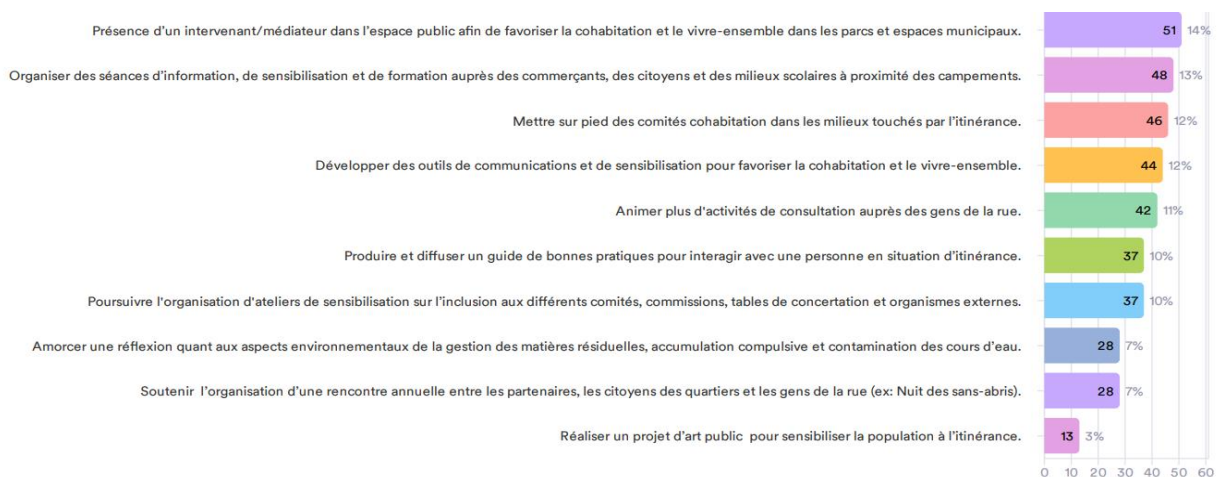 Présence d'un intervenant/médiateur dans l'espace public afin de favoriser la cohabitation et le vivre-ensemble dans les parcs et espaces municipaux. 51 14%
Organiser des séances d'information, de sensibilisation et de formation auprès des commerçants, des citoyens et des milieux scolaires à proximité des campements. 48 13%
Mettre sur pied des comités cohabitation dans les milieux touchés par l'itinérance. 46 12%
Développer des outils de communications et de sensibilisation pour favoriser la cohabitation et le vivre-ensemble. 44 12%
Animer plus d'activités de consultation auprès des gens de la rue. 42 11%
Produire et diffuser un guide de bonnes pratiques pour interagir avec une personne en situation d'itinérance. 37 10%
Poursuivre l'organisation d'ateliers de sensibilisation sur l'inclusion aux différents comités, commissions, tables de concertation et organismes externes. 37 10%
Amorcer une réflexion quant aux aspects environnementaux de la gestion des matières résiduelles, accumulation compulsive et contamination des cours d'eau. 28 7%
Soutenir l'organisation d'une rencontre annuelle entre les partenaires, les citoyens des quartiers et les gens de la rue (ex: Nuit des sans-abris). 28 7%
Réaliser un projet d'art public pour sensibiliser la population à l'itinérance. 13 3%
0 10 20 30 40 50 60